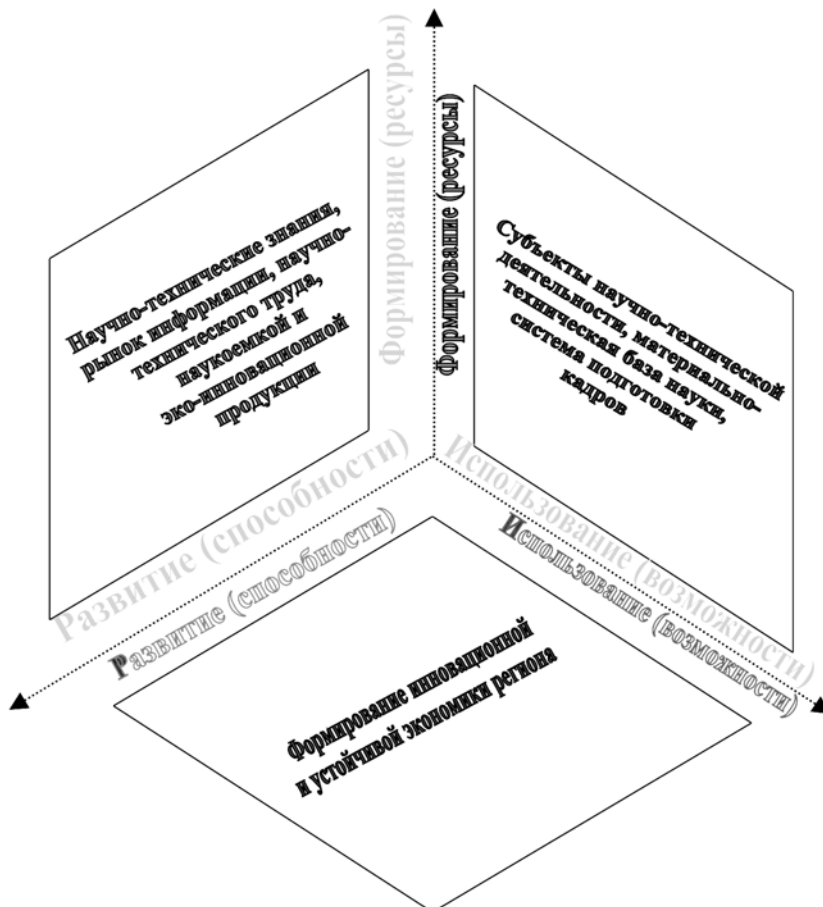 Формирование (ресурсы)
Формирование (ресурсы)
Научно-технические знания,
рынок информации, научно-
технического труда,
наукоемкой и
эко-инновационной
продукции
Субъекты научно-технической
деятельности, материально-
техническая база науки,
система подготовки
кадров
Развитие (способности)
Развитие (способности)
Использование (возможности)
Использование (возможности)
Формирование инновационной
и устойчивой экономики региона